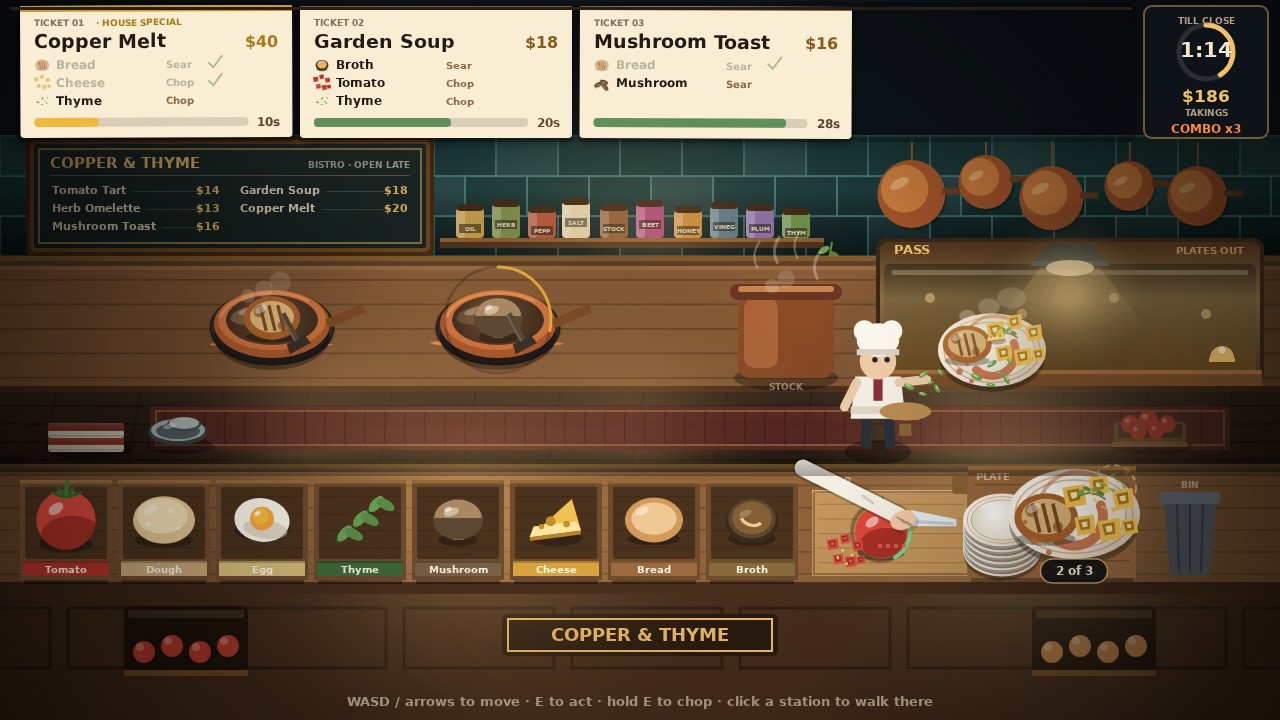 TICKET 01 · HOUSE SPECIAL
Copper Melt $40
Bread Sear
Cheese Chop
Thyme Chop
10s
TICKET 02
Garden Soup $18
Broth Sear
Tomato Chop
Thyme Chop
20s
TICKET 03
Mushroom Toast $16
Bread Sear
Mushroom Sear
28s
TILL CLOSE
1:14
$186
TAKINGS
COMBO x3
COPPER & THYME BISTRO · OPEN LATE
Tomato Tart $14 Garden Soup $18
Herb Omelette $13 Copper Melt $20
Mushroom Toast $16
OIL HERB PEPP SALT STOCK BEET HONEY VINEG PLUM THYM
PASS PLATES OUT
STOCK
PLATE
BIN
Tomato Dough Egg Thyme Mushroom Cheese Bread Broth
2 of 3
COPPER & THYME
WASD / arrows to move · E to act · hold E to chop · click a station to walk there